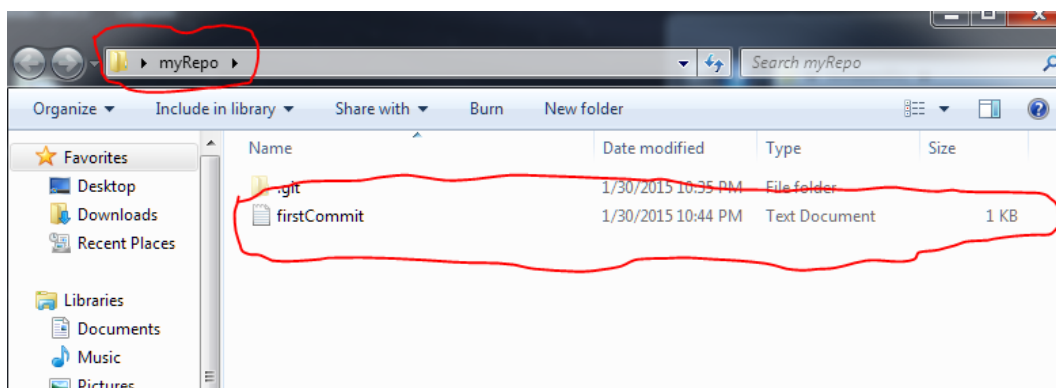 myRepo
Search myRepo
Organize Include in library Share with Burn New folder
Favorites
Desktop
Downloads
Recent Places
Libraries
Documents
Music
Pictures
Name Date modified Type Size
.git 1/30/2015 10:35 PM File folder
firstCommit 1/30/2015 10:44 PM Text Document 1 KB